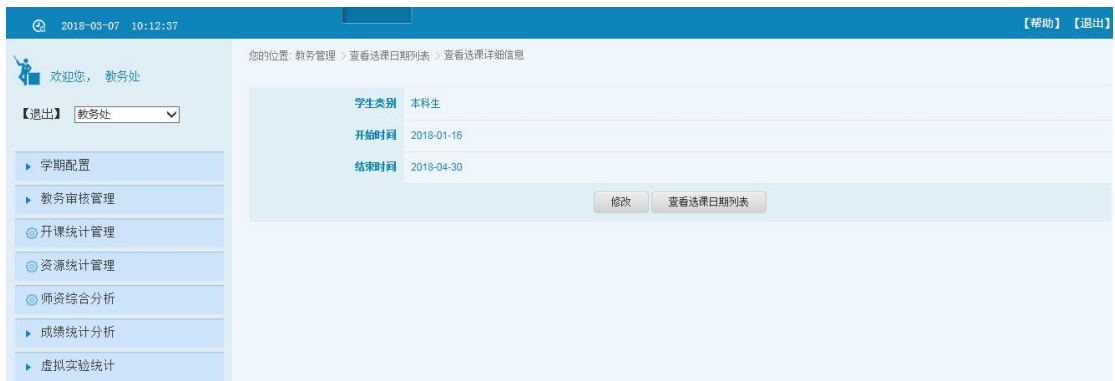 2018-03-07 10:12:37
【帮助】【退出】
欢迎您， 教务处
【退出】 教务处
学期配置
教务审核管理
开课统计管理
资源统计管理
师资综合分析
成绩统计分析
虚拟实验统计
您的位置: 教务管理 > 查看选课日期列表 > 查看选课详细信息
学生类别 本科生
开始时间 2018-01-16
结束时间 2018-04-30
修改 查看选课日期列表